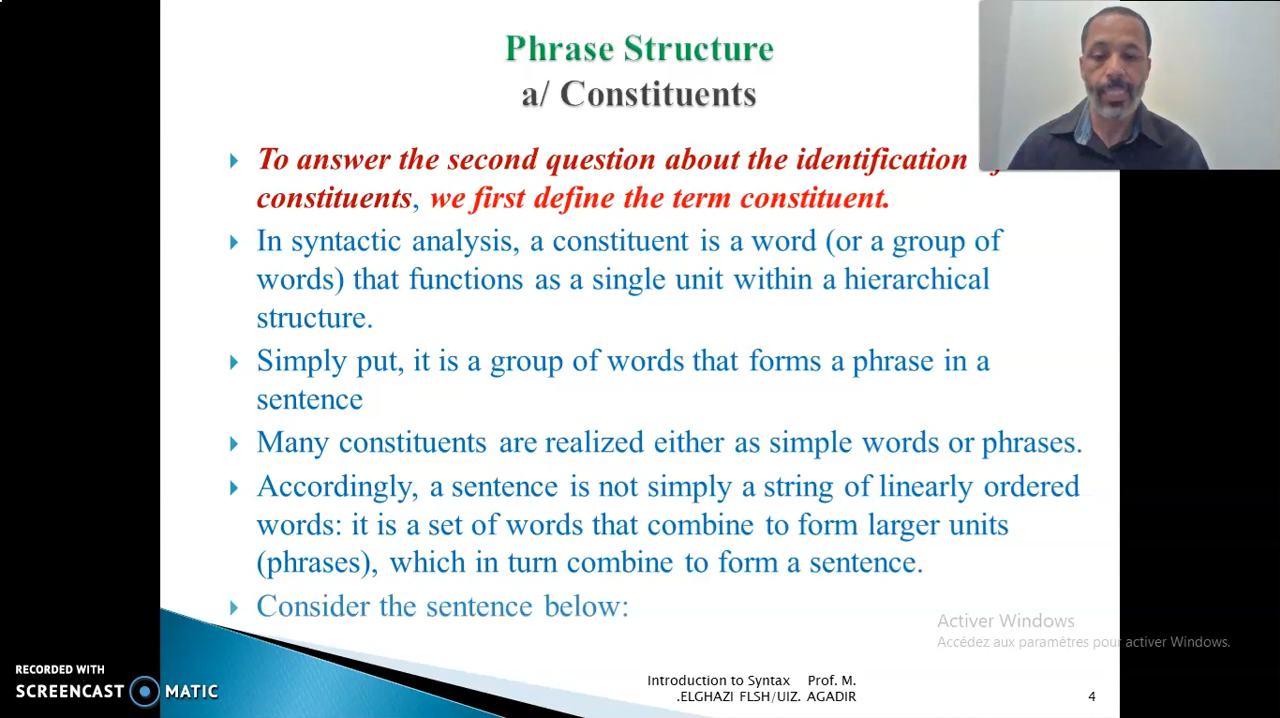 Phrase Structure
a/ Constituents
To answer the second question about the identification
constituents, we first define the term constituent.
In syntactic analysis, a constituent is a word (or a group of
words) that functions as a single unit within a hierarchical
structure.
Simply put, it is a group of words that forms a phrase in a
sentence
Many constituents are realized either as simple words or phrases.
Accordingly, a sentence is not simply a string of linearly ordered
words: it is a set of words that combine to form larger units
(phrases), which in turn combine to form a sentence.
Consider the sentence below:
Activer Windows
Accédez aux paramètres pour activer Windows.
RECORDED WITH
SCREENCAST MATIC
Introduction to Syntax Prof. M.
.ELGHAZI FLSH/UIZ. AGADIR
4